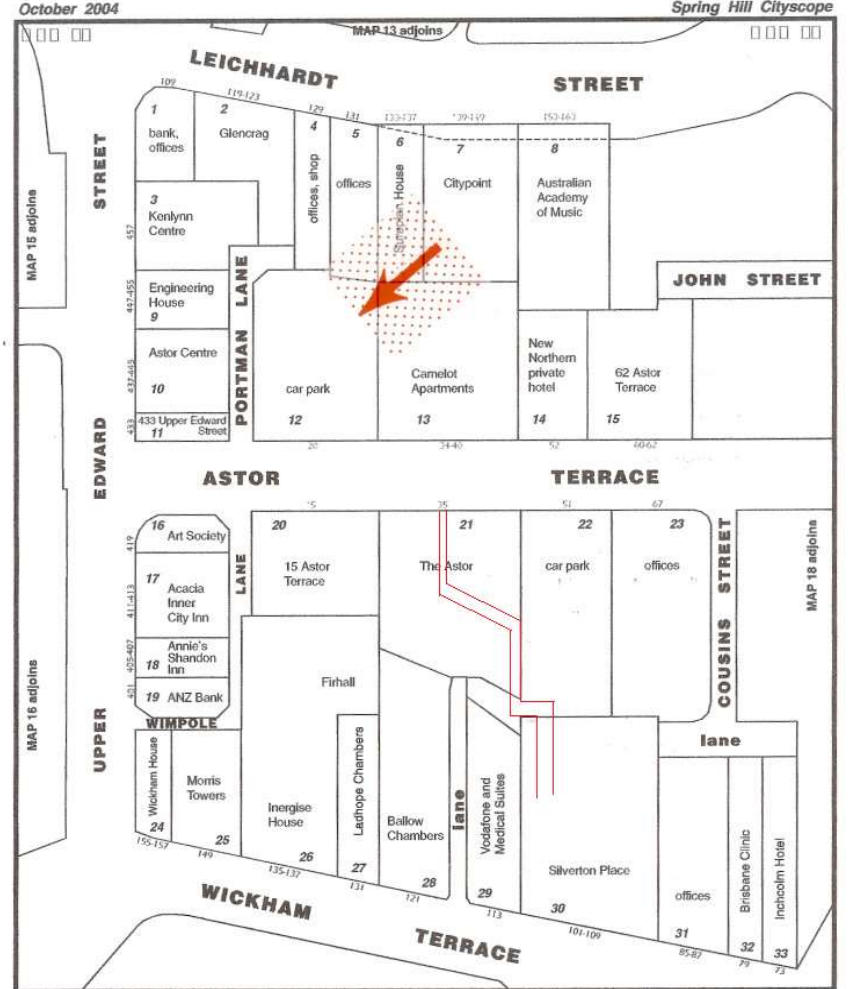 October 2004
Spring Hill Cityscope
MAP 13 adjoins
LEICHHARDT STREET
109
119-123
129
131
133-137
153-163
1
bank,
offices
2
Glencrag
4
offices, shop
5
offices
6
House
7
Citypoint
8
Australian
Academy
of Music
MAP 15 adjoins
STREET
3
Kenlynn
Centre
457
PORTMAN LANE
JOHN STREET
Engineering
House
9
447-455
Astor Centre
10
437-445
433 Upper Edward
Street
11
433
car park
12
Camelot
Apartments
13
New
Northern
private
hotel
14
62 Astor
Terrace
15
20
34-40
52
60-62
EDWARD
ASTOR TERRACE
15
35
51
67
16
Art Society
419
17
Acacia
Inner
City Inn
411-413
LANE
20
15 Astor
Terrace
21
The Astor
22
car park
23
offices
COUSINS STREET
MAP 18 adjoins
Annie's
18 Shandon
Inn
405-407
19 ANZ Bank
401
WIMPOLE
Firhall
MAP 16 adjoins
UPPER
lane
Wickham House
24
Morris
Towers
25
Inergise
House
26
Ladhope Chambers
27
Ballow
Chambers
28
lane
Vodafone and
Medical Suites
29
Silverton Place
30
offices
31
Brisbane Clinic
32
Inchcolm Hotel
33
155-157
149
135-137
131
121
113
101-109
85-87
79
73
WICKHAM TERRACE